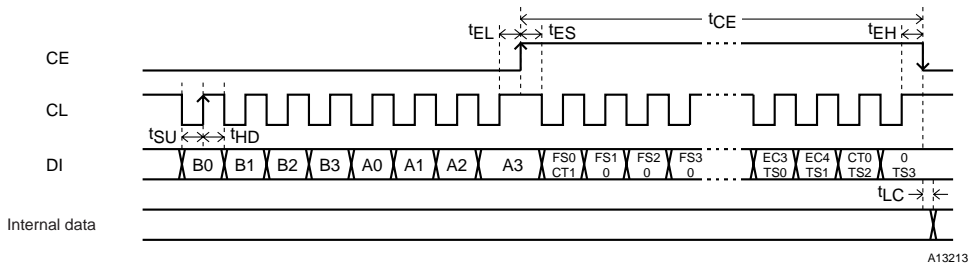 tCE
tEL tES tEH
CE
CL
tSU tHD
DI B0 B1 B2 B3 A0 A1 A2 A3 FS0 FS1 FS2 FS3 EC3 EC4 CT0 0
CT1 0 0 0 TS0 TS1 TS2 TS3
tLC
Internal data
A13213